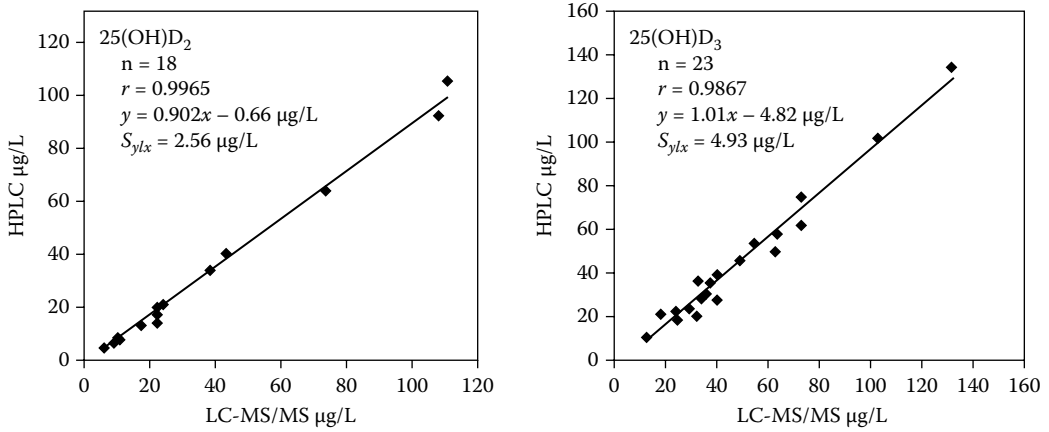 25(OH)D₂
n = 18
r = 0.9965
y = 0.902x – 0.66 µg/L
Sylx = 2.56 µg/L
HPLC µg/L
120
100
80
60
40
20
0
0 20 40 60 80 100 120
LC-MS/MS µg/L
25(OH)D₃
n = 23
r = 0.9867
y = 1.01x – 4.82 µg/L
Sylx = 4.93 µg/L
HPLC µg/L
160
140
120
100
80
60
40
20
0
0 20 40 60 80 100 120 140 160
LC-MS/MS µg/L